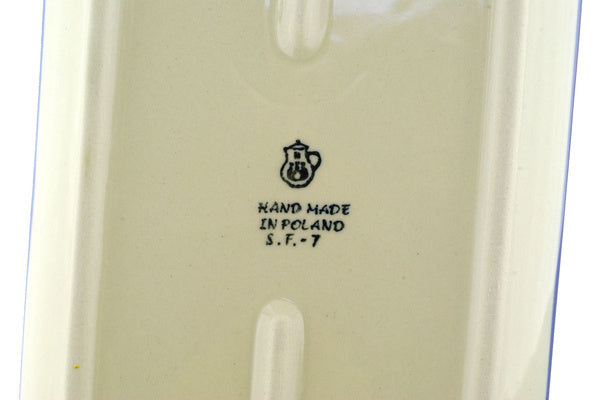 HAND MADE
IN POLAND
S.F.-7